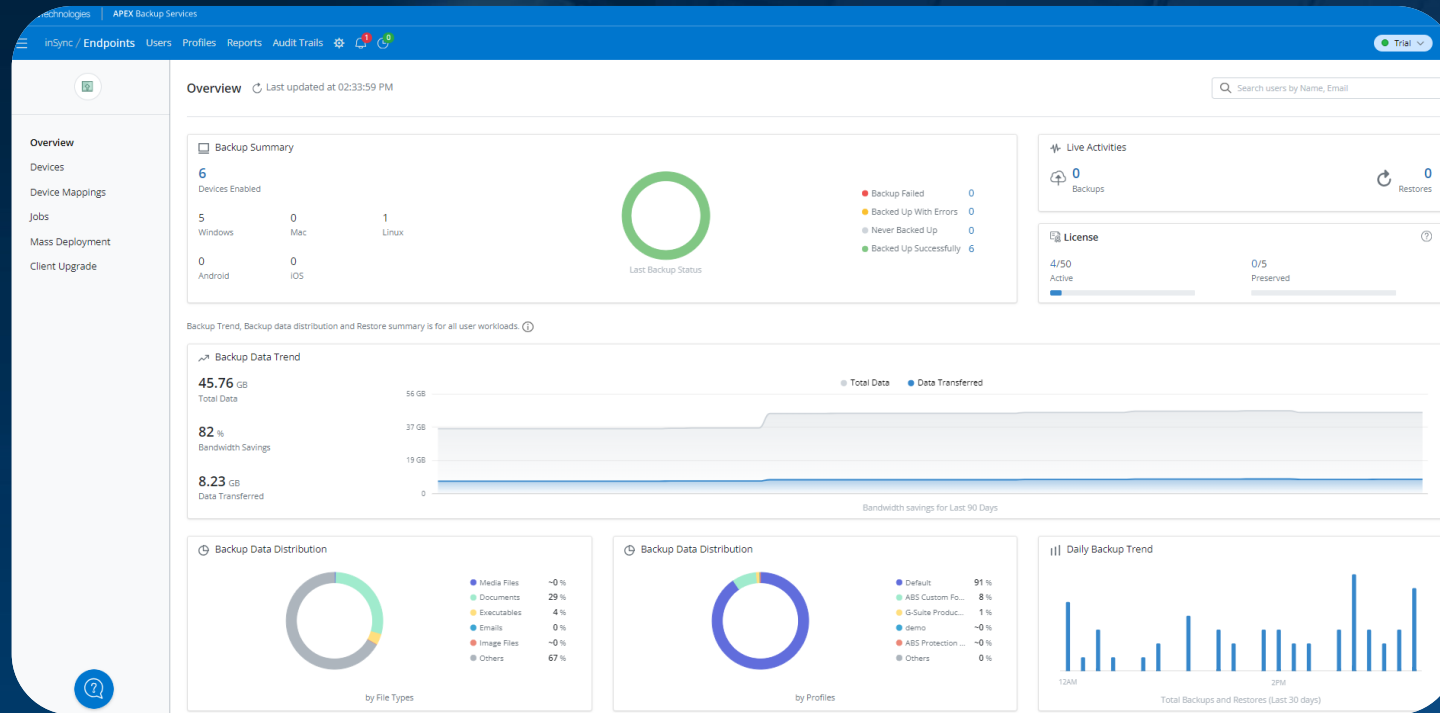 Technologies APEX Backup Services
inSync / Endpoints Users Profiles Reports Audit Trails 1 0 Trial
Overview Last updated at 02:33:59 PM Search users by Name, Email
Overview
Devices
Device Mappings
Jobs
Mass Deployment
Client Upgrade
Backup Summary
6
Devices Enabled
5 0 1
Windows Mac Linux
0 0
Android iOS
Last Backup Status
Backup Failed 0
Backed Up With Errors 0
Never Backed Up 0
Backed Up Successfully 6
Live Activities
0 0
Backups Restores
License
4/50 0/5
Active Preserved
Backup Trend, Backup data distribution and Restore summary is for all user workloads.
Backup Data Trend
45.76 GB
Total Data
82 %
Bandwidth Savings
8.23 GB
Data Transferred
Total Data Data Transferred
56 GB
37 GB
19 GB
0
Bandwidth savings for Last 90 Days
Backup Data Distribution
Media Files ~0 %
Documents 29 %
Executables 4 %
Emails 0 %
Image Files ~0 %
Others 67 %
by File Types
Backup Data Distribution
Default 91 %
ABS Custom Fo... 8 %
G-Suite Produc... 1 %
demo ~0 %
ABS Protection ... ~0 %
Others 0 %
by Profiles
Daily Backup Trend
12AM 2PM
Total Backups and Restores (Last 30 days)